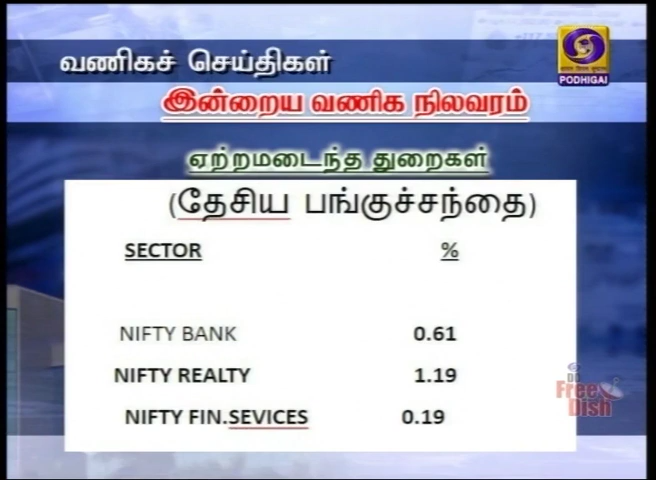 வணிகச் செய்திகள்
PODHIGAI
இன்றைய வணிக நிலவரம்
ஏற்றமடைந்த துறைகள்
(தேசிய பங்குச்சந்தை)
SECTOR %
NIFTY BANK 0.61
NIFTY REALTY 1.19
NIFTY FIN.SEVICES 0.19
DD
Free
Dish